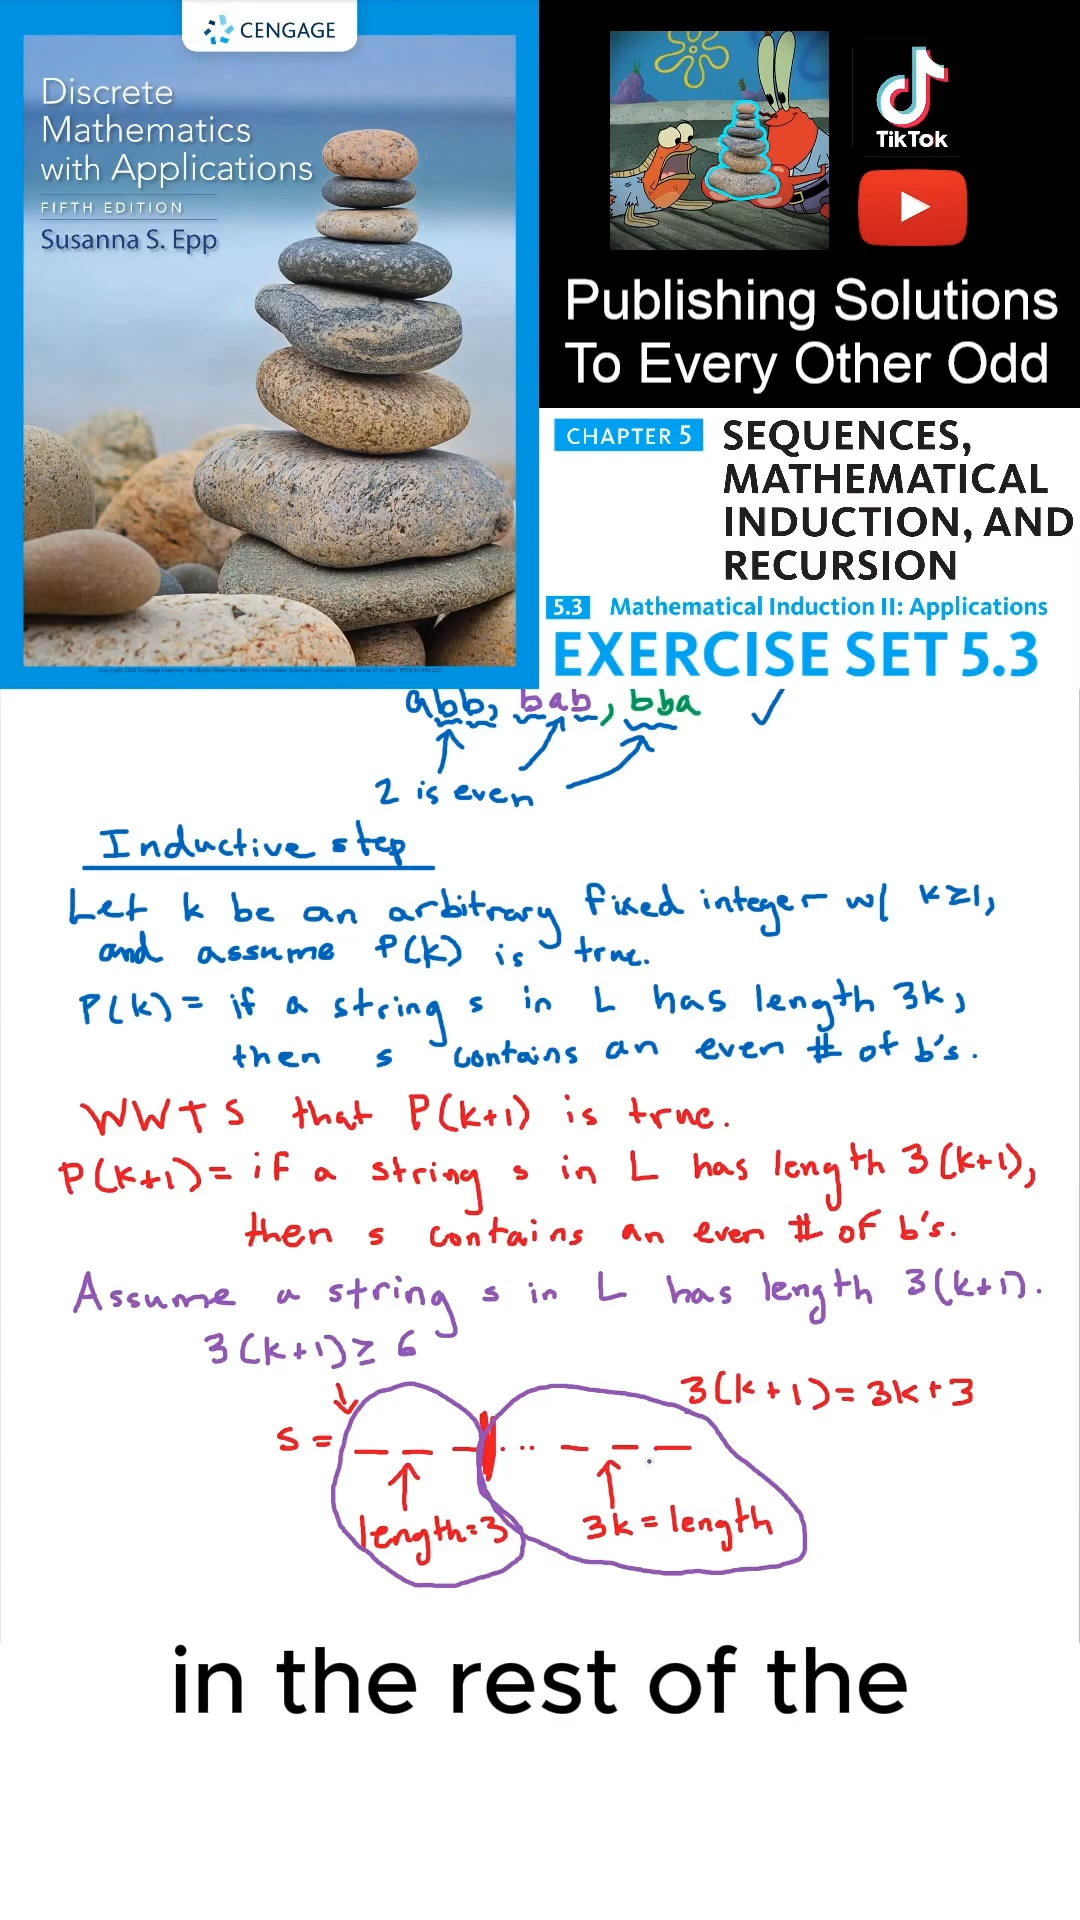 CENGAGE
Discrete
Mathematics
with Applications
FIFTH EDITION
Susanna S. Epp
TikTok
Publishing Solutions
To Every Other Odd
CHAPTER 5 SEQUENCES,
MATHEMATICAL
INDUCTION, AND
RECURSION
5.3 Mathematical Induction II: Applications
EXERCISE SET 5.3
abb, bab, bba ✓
2 is even
Inductive step
Let k be an arbitrary fixed integer w/ k≥1,
and assume P(k) is true.
P(k) = if a string s in L has length 3k,
then s contains an even # of b's.
WWTS that P(k+1) is true.
P(k+1) = if a string s in L has length 3(k+1),
then s contains an even # of b's.
Assume a string s in L has length 3(k+1).
3(k+1) ≥ 6
3(k+1) = 3k+3
s = _ _ _ ... _ _ _
length=3 3k = length
in the rest of the